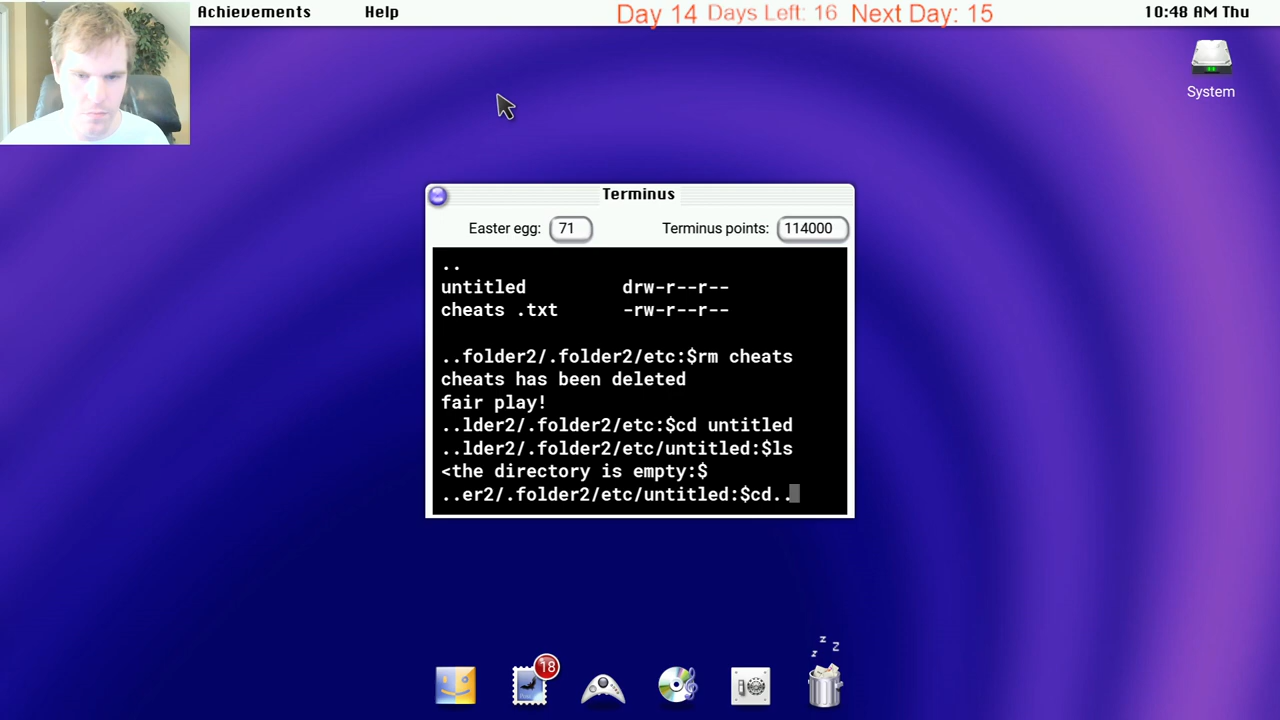 Achievements Help Day 14 Days Left: 16 Next Day: 15 10:48 AM Thu
System
Terminus
Easter egg: 71 Terminus points: 114000
..
untitled drw-r--r--
cheats .txt -rw-r--r--
..folder2/.folder2/etc:$rm cheats
cheats has been deleted
fair play!
..lder2/.folder2/etc:$cd untitled
..lder2/.folder2/etc/untitled:$ls
<the directory is empty:$
..er2/.folder2/etc/untitled:$cd..
z z
z
18